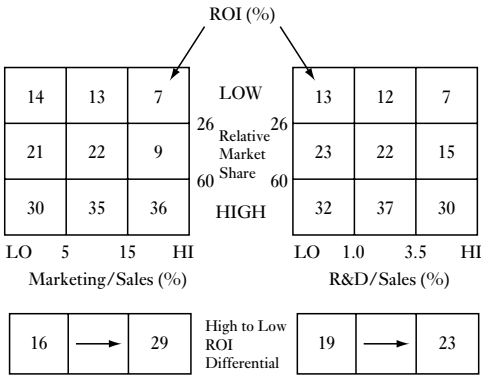 ROI (%)
14 13 7 LOW 13 12 7
26 26
Relative
Market
Share
21 22 9 23 22 15
60 60
30 35 36 HIGH 32 37 30
LO 5 15 HI LO 1.0 3.5 HI
Marketing/Sales (%) R&D/Sales (%)
16 29 High to Low 19 23
ROI
Differential